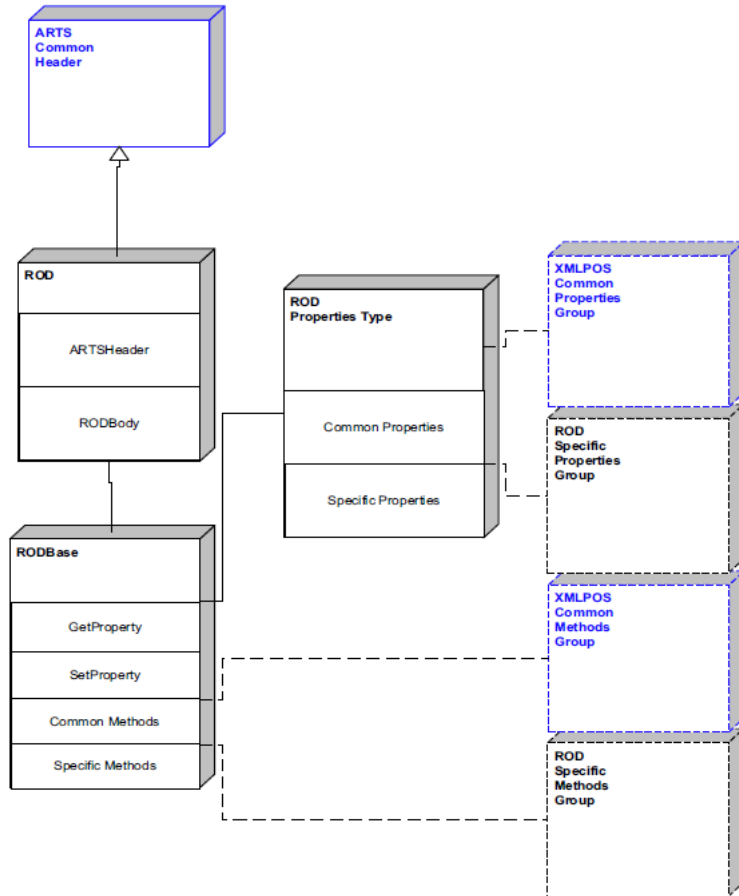 ARTS
Common
Header
ROD
ARTSHeader
RODBody
ROD
Properties Type
Common Properties
Specific Properties
XMLPOS
Common
Properties
Group
ROD
Specific
Properties
Group
RODBase
GetProperty
SetProperty
Common Methods
Specific Methods
XMLPOS
Common
Methods
Group
ROD
Specific
Methods
Group